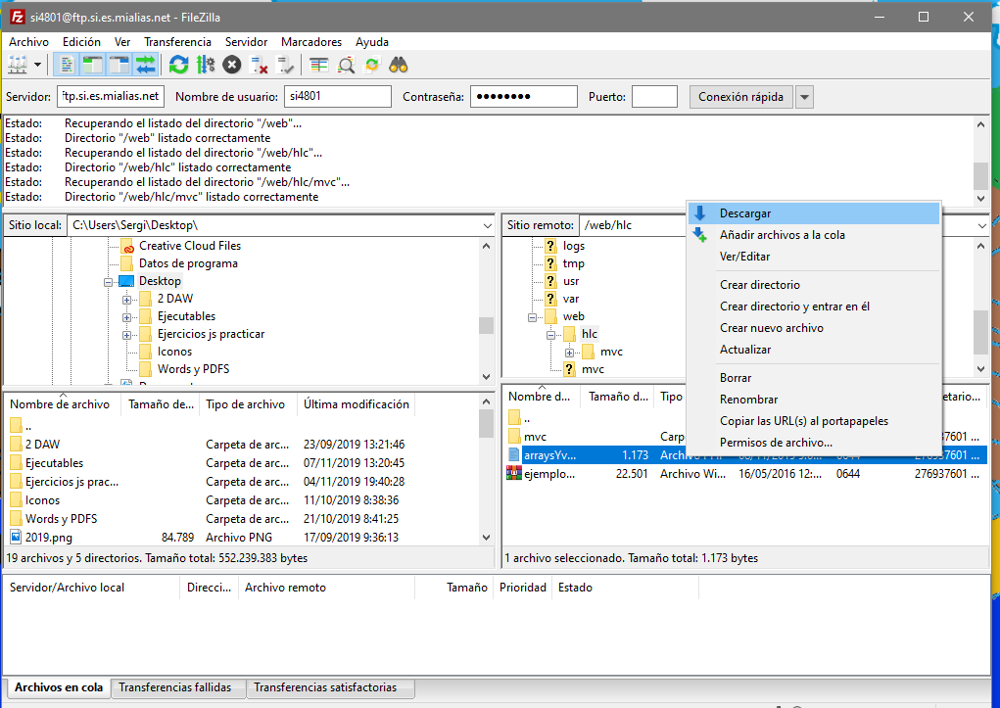 si4801@ftp.si.es.mialias.net - FileZilla
Archivo Edición Ver Transferencia Servidor Marcadores Ayuda
Servidor: ftp.si.es.mialias.net Nombre de usuario: si4801 Contraseña: ●●●●●●●● Puerto: Conexión rápida
Estado: Recuperando el listado del directorio "/web"...
Estado: Directorio "/web" listado correctamente
Estado: Recuperando el listado del directorio "/web/hlc"...
Estado: Directorio "/web/hlc" listado correctamente
Estado: Recuperando el listado del directorio "/web/hlc/mvc"...
Estado: Directorio "/web/hlc/mvc" listado correctamente
Sitio local: C:\Users\Sergi\Desktop\
Creative Cloud Files
Datos de programa
Desktop
2 DAW
Ejecutables
Ejercicios js practicar
Iconos
Words y PDFS
Sitio remoto: /web/hlc
? logs
? tmp
? usr
? var
web
hlc
mvc
? mvc
Descargar
Añadir archivos a la cola
Ver/Editar
Crear directorio
Crear directorio y entrar en él
Crear nuevo archivo
Actualizar
Borrar
Renombrar
Copiar las URL(s) al portapapeles
Permisos de archivo...
Nombre de archivo Tamaño de... Tipo de archivo Última modificación
..
2 DAW Carpeta de arc... 23/09/2019 13:21:46
Ejecutables Carpeta de arc... 07/11/2019 13:20:45
Ejercicios js prac... Carpeta de arc... 04/11/2019 19:40:28
Iconos Carpeta de arc... 11/10/2019 8:38:36
Words y PDFS Carpeta de arc... 21/10/2019 8:41:25
2019.png 84.789 Archivo PNG 17/09/2019 9:36:13
19 archivos y 5 directorios. Tamaño total: 552.239.383 bytes
Nombre d... Tamaño d... Tipo etario...
..
mvc Carp 937601 ...
arraysYv... 1.173 0644 276937601 ...
ejemplo... 22.501 Archivo Wi... 16/05/2016 12:... 0644 276937601 ...
1 archivo seleccionado. Tamaño total: 1.173 bytes
Servidor/Archivo local Direcci... Archivo remoto Tamaño Prioridad Estado
Archivos en cola Transferencias fallidas Transferencias satisfactorias